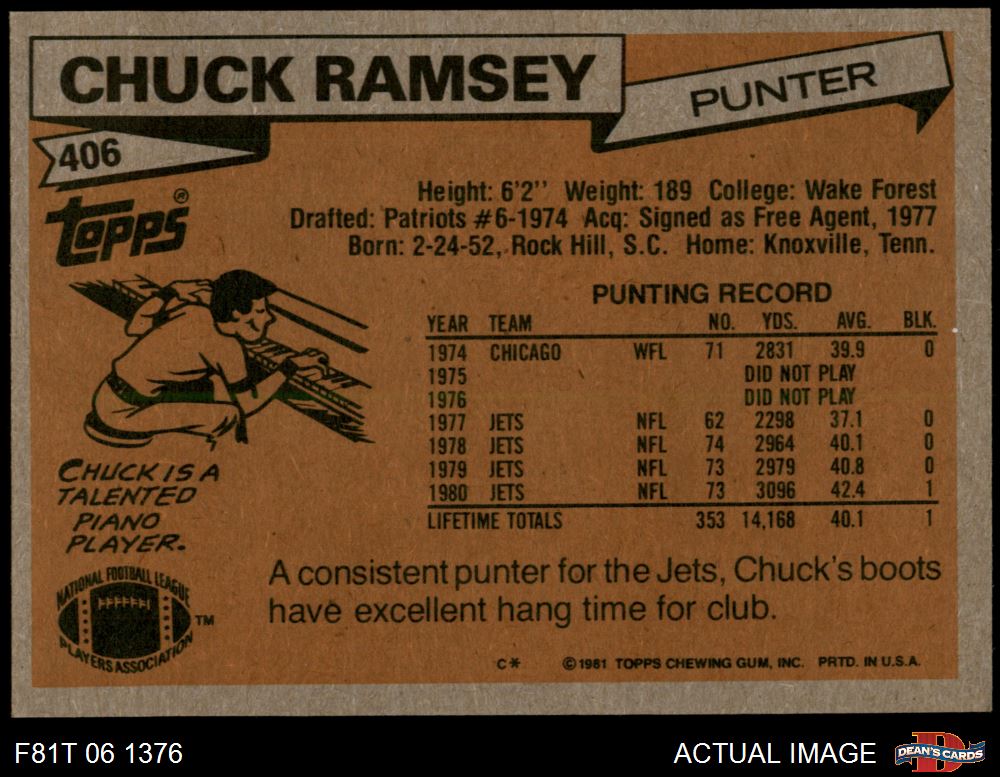 CHUCK RAMSEY
PUNTER
406
TOPPS®
Height: 6'2'' Weight: 189 College: Wake Forest
Drafted: Patriots #6-1974 Acq: Signed as Free Agent, 1977
Born: 2-24-52, Rock Hill, S.C. Home: Knoxville, Tenn.
PUNTING RECORD
YEAR TEAM NO. YDS. AVG. BLK.
1974 CHICAGO WFL 71 2831 39.9 0
1975 DID NOT PLAY
1976 DID NOT PLAY
1977 JETS NFL 62 2298 37.1 0
1978 JETS NFL 74 2964 40.1 0
1979 JETS NFL 73 2979 40.8 0
1980 JETS NFL 73 3096 42.4 1
LIFETIME TOTALS 353 14,168 40.1 1
CHUCK IS A
TALENTED
PIANO
PLAYER.
NATIONAL FOOTBALL LEAGUE
PLAYERS ASSOCIATION
TM
A consistent punter for the Jets, Chuck's boots
have excellent hang time for club.
C* ©1981 TOPPS CHEWING GUM, INC. PRTD. IN U.S.A.
F81T 06 1376
ACTUAL IMAGE
D
DEAN'S CARDS